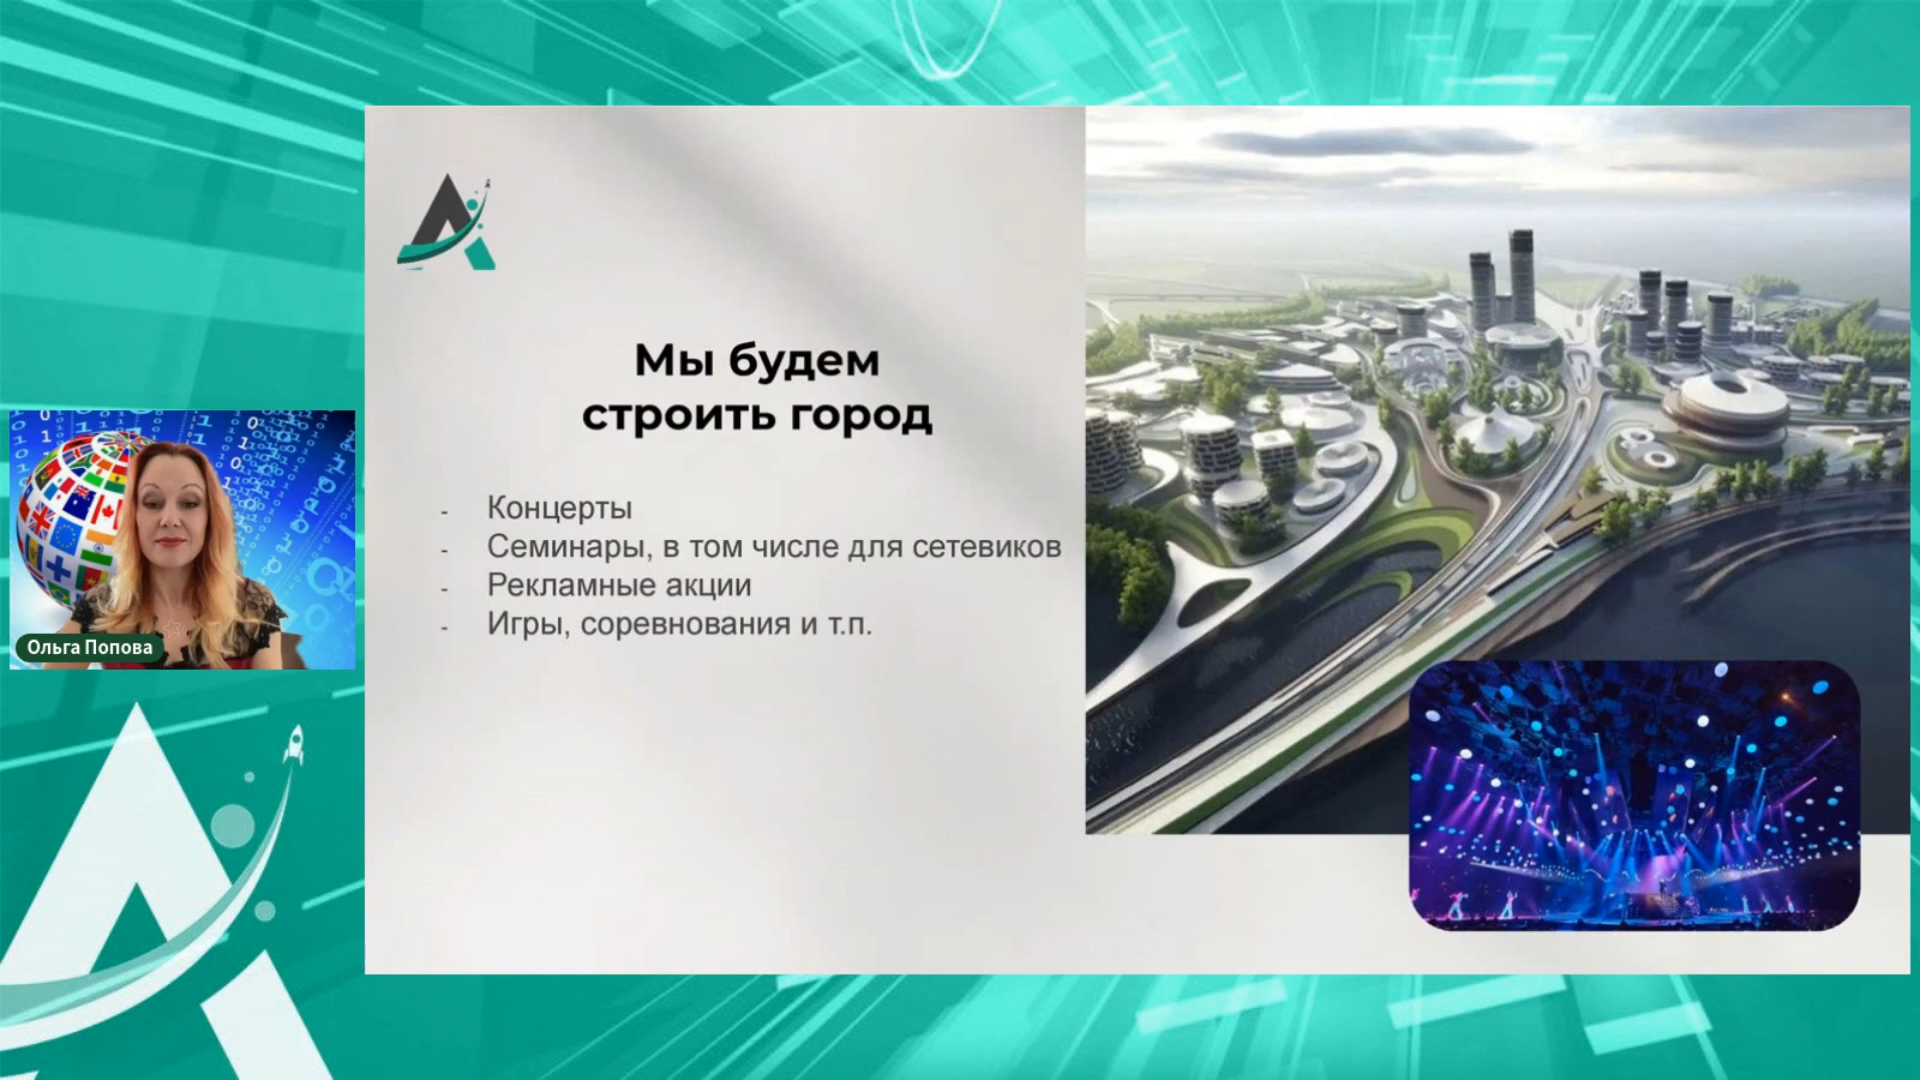 Мы будем
строить город
- Концерты
- Семинары, в том числе для сетевиков
- Рекламные акции
- Игры, соревнования и т.п.
Ольга Попова